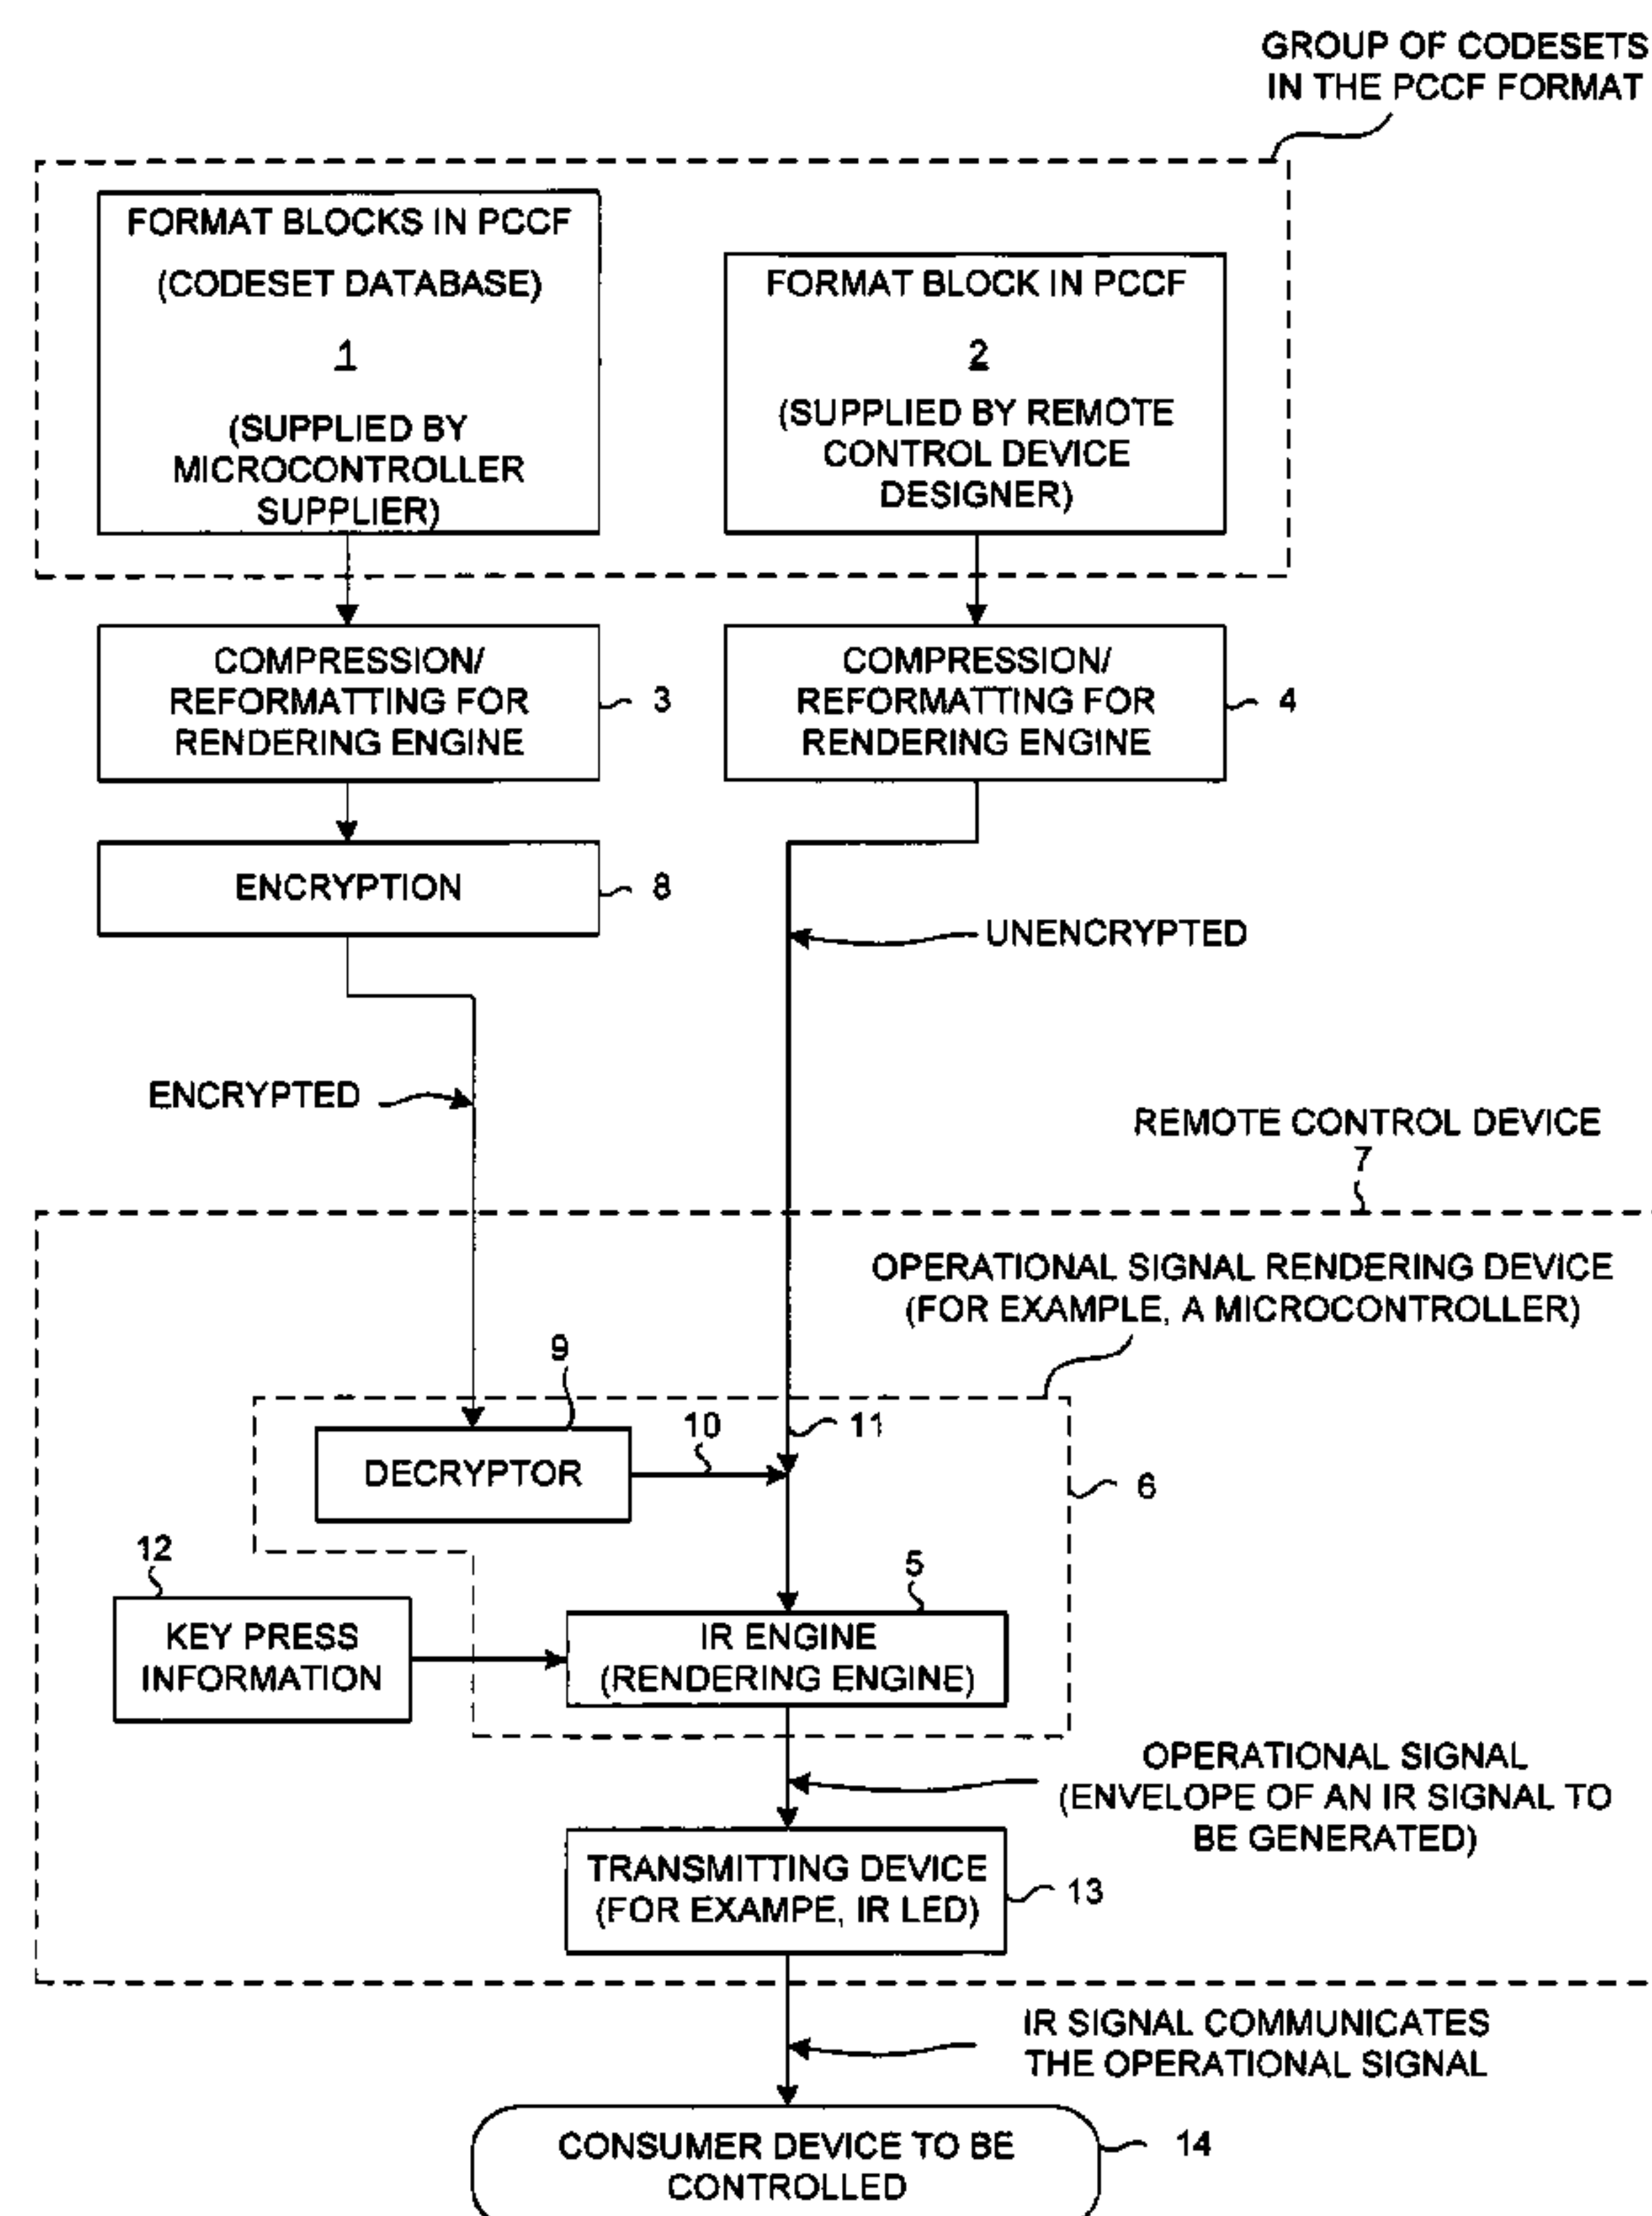 GROUP OF CODESETS
IN THE PCCF FORMAT
FORMAT BLOCKS IN PCCF
(CODESET DATABASE)
1
(SUPPLIED BY
MICROCONTROLLER
SUPPLIER)
FORMAT BLOCK IN PCCF
2
(SUPPLIED BY REMOTE
CONTROL DEVICE
DESIGNER)
COMPRESSION/
REFORMATTING FOR
RENDERING ENGINE
3
COMPRESSION/
REFORMATTING FOR
RENDERING ENGINE
4
ENCRYPTION
8
UNENCRYPTED
ENCRYPTED
REMOTE CONTROL DEVICE
7
OPERATIONAL SIGNAL RENDERING DEVICE
(FOR EXAMPLE, A MICROCONTROLLER)
9
DECRYPTOR
10
11
6
12
KEY PRESS
INFORMATION
5
IR ENGINE
(RENDERING ENGINE)
OPERATIONAL SIGNAL
(ENVELOPE OF AN IR SIGNAL TO
BE GENERATED)
TRANSMITTING DEVICE
(FOR EXAMPE, IR LED)
13
IR SIGNAL COMMUNICATES
THE OPERATIONAL SIGNAL
CONSUMER DEVICE TO BE
CONTROLLED
14